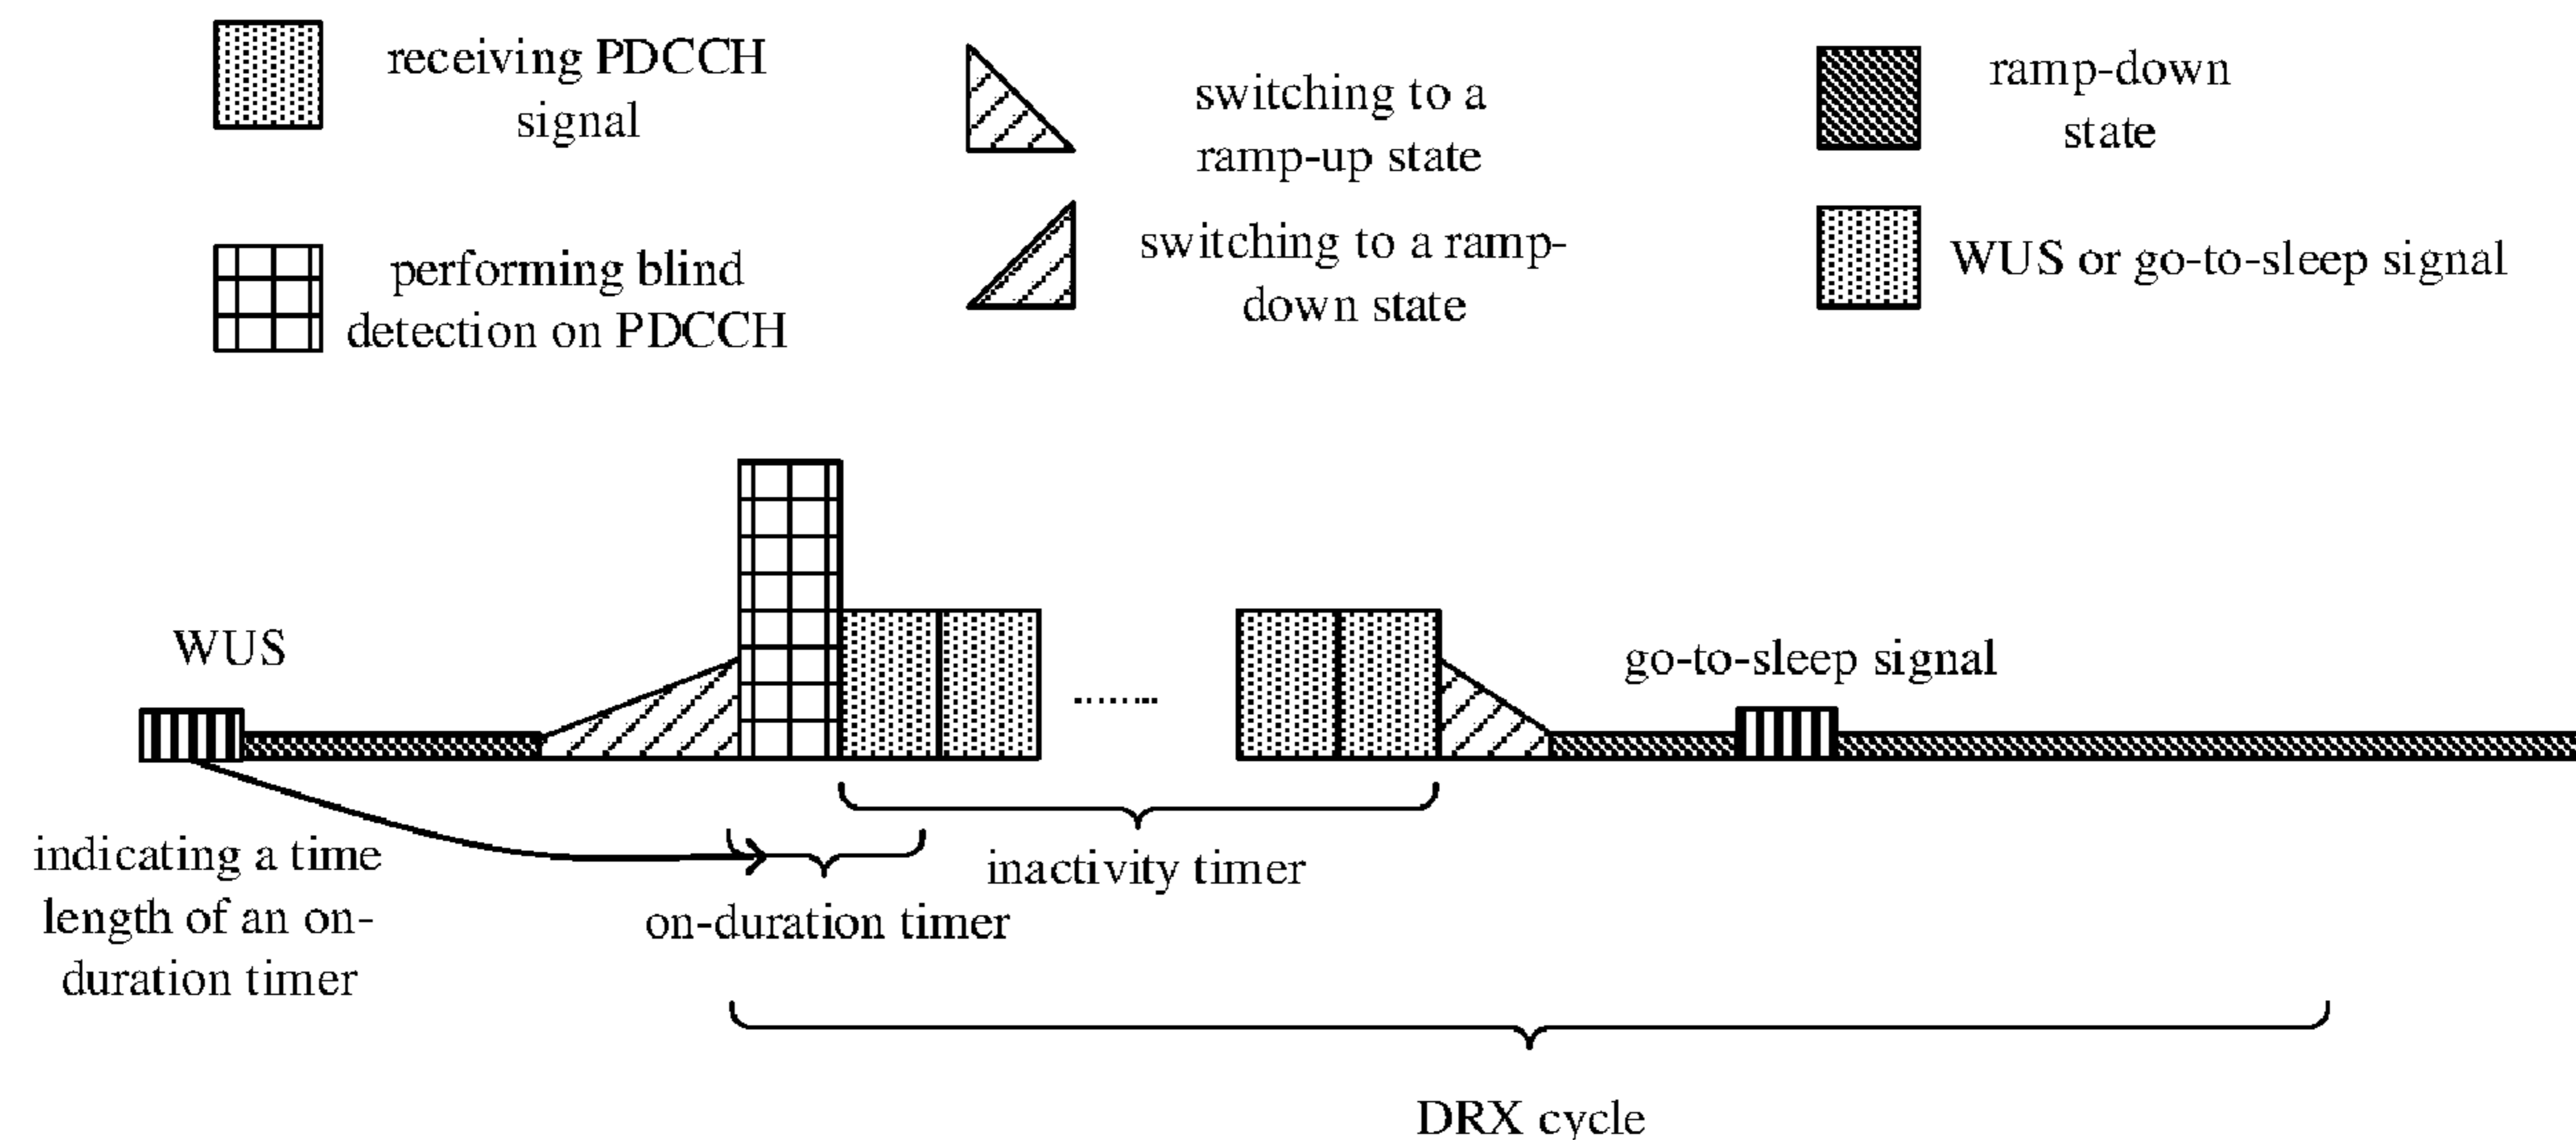 receiving PDCCH
signal
switching to a
ramp-up state
ramp-down
state
performing blind
detection on PDCCH
switching to a ramp-
down state
WUS or go-to-sleep signal
WUS
........
go-to-sleep signal
indicating a time
length of an on-
duration timer
inactivity timer
on-duration timer
DRX cycle